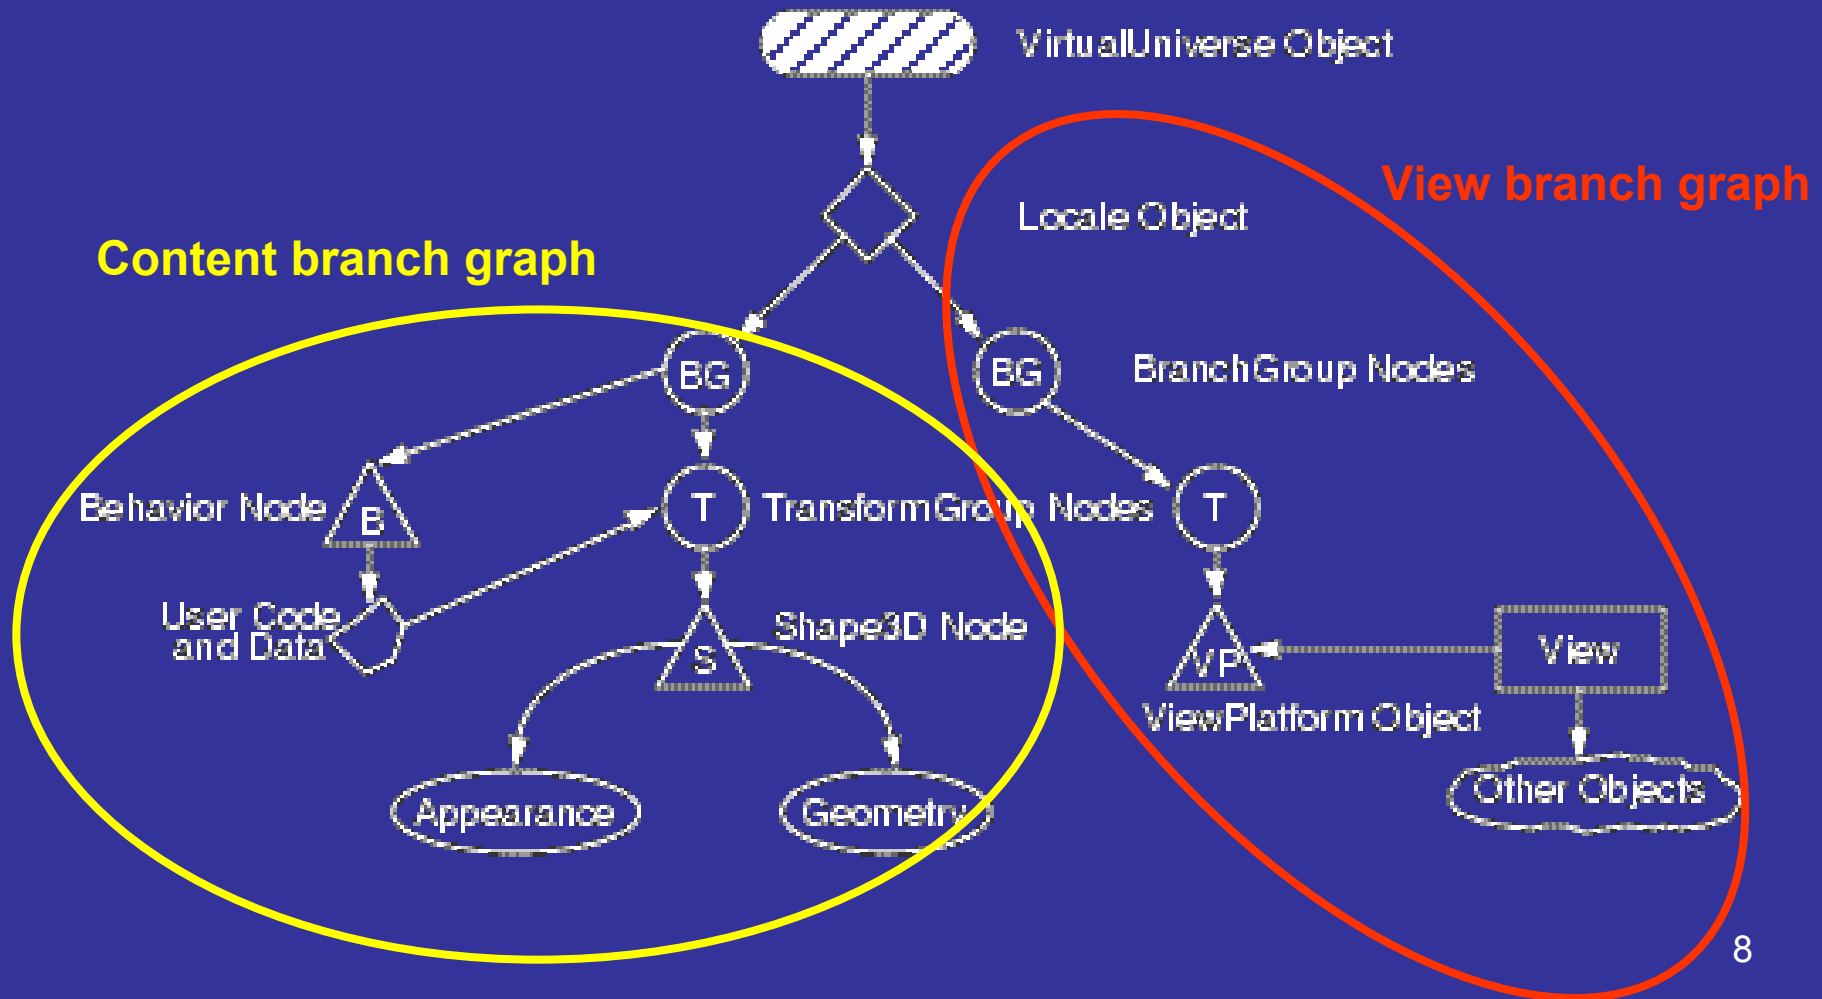 VirtualUniverse Object
View branch graph
Locale Object
Content branch graph
BG
BG
BranchGroup Nodes
Behavior Node
B
T
TransformGroup Nodes
T
User Code
and Data
S
Shape3D Node
VP
View
ViewPlatform Object
Appearance
Geometry
Other Objects
8